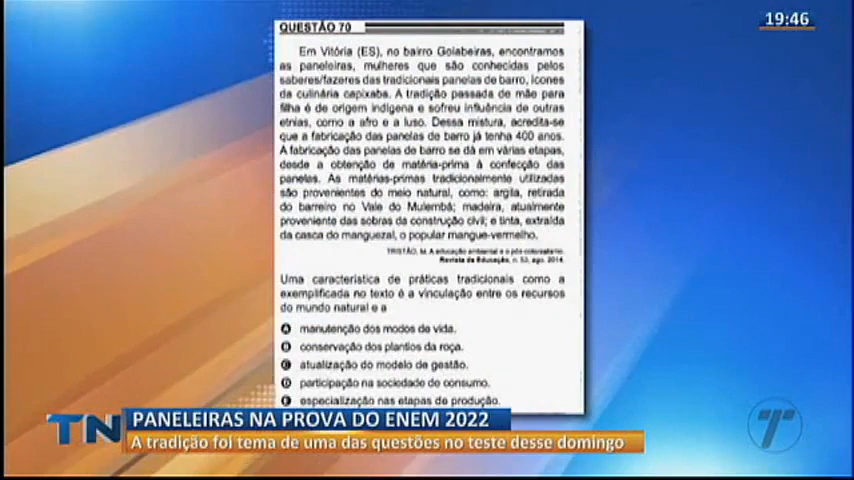 19:46
QUESTÃO 70
Em Vitória (ES), no bairro Goiabeiras, encontramos
as paneleiras, mulheres que são conhecidas pelos
saberes/fazeres das tradicionais panelas de barro, ícones
da culinária capixaba. A tradição passada de mãe para
filha é de origem indígena e sofreu influência de outras
etnias, como a afro e a luso. Dessa mistura, acredita-se
que a fabricação das panelas de barro já tenha 400 anos.
A fabricação das panelas de barro se dá em várias etapas,
desde a obtenção de matéria-prima à confecção das
panelas. As matérias-primas tradicionalmente utilizadas
são provenientes do meio natural, como: argila, retirada
do barreiro no Vale do Mulembá; madeira, atualmente
proveniente das sobras da construção civil; e tinta, extraída
da casca do manguezal, o popular mangue-vermelho.
TRISTÃO, M. A educação ambiental e o pós-colonialismo.
Revista de Educação, n. 53, ago. 2014.
Uma característica de práticas tradicionais como a
exemplificada no texto é a vinculação entre os recursos
do mundo natural e a
A manutenção dos modos de vida.
B conservação dos plantios da roça.
C atualização do modelo de gestão.
D participação na sociedade de consumo.
E especialização nas etapas de produção.
TN PANELEIRAS NA PROVA DO ENEM 2022
A tradição foi tema de uma das questões no teste desse domingo